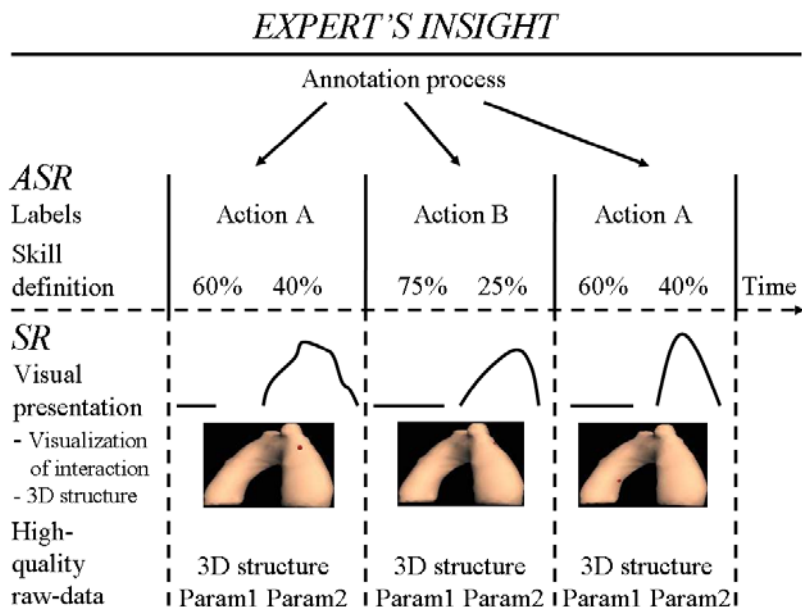 EXPERT'S INSIGHT
Annotation process
ASR
Labels Action A Action B Action A
Skill
definition 60% 40% 75% 25% 60% 40% Time
SR
Visual
presentation
- Visualization
of interaction
- 3D structure
High-
quality 3D structure 3D structure 3D structure
raw-data Param1 Param2 Param1 Param2 Param1 Param2